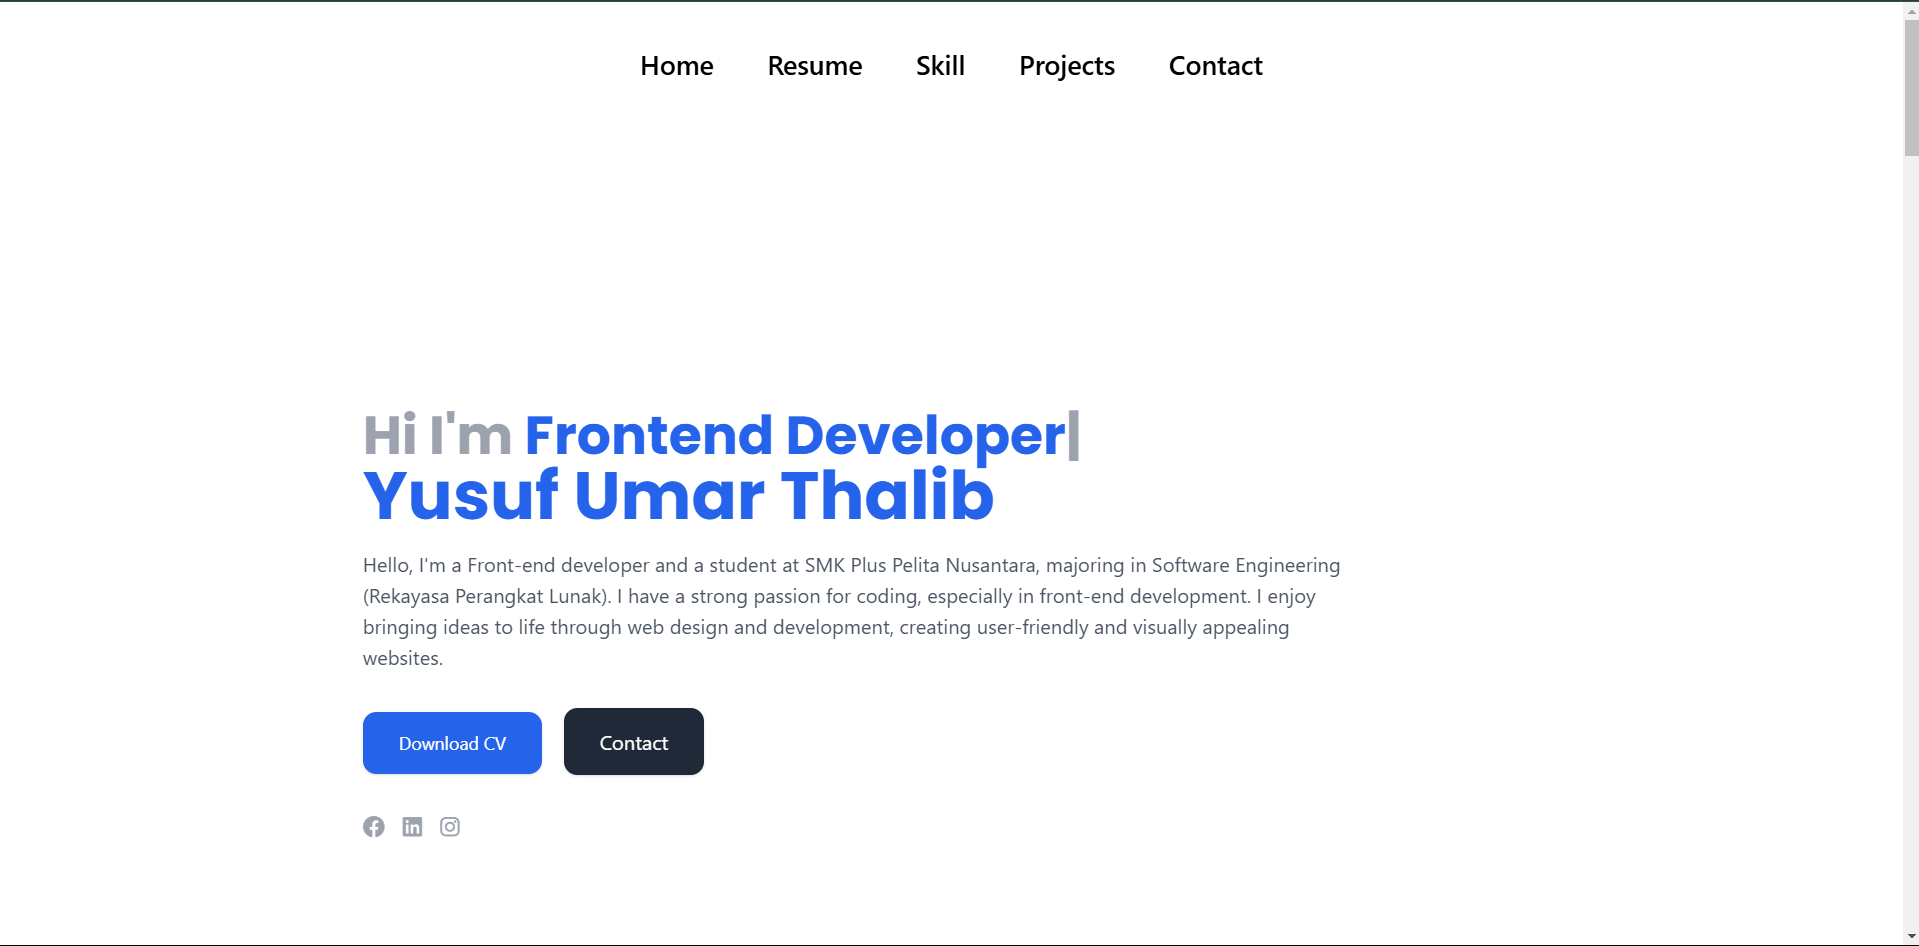 Home Resume Skill Projects Contact
Hi I'm Frontend Developer|
Yusuf Umar Thalib
Hello, I'm a Front-end developer and a student at SMK Plus Pelita Nusantara, majoring in Software Engineering
(Rekayasa Perangkat Lunak). I have a strong passion for coding, especially in front-end development. I enjoy
bringing ideas to life through web design and development, creating user-friendly and visually appealing
websites.
Download CV Contact